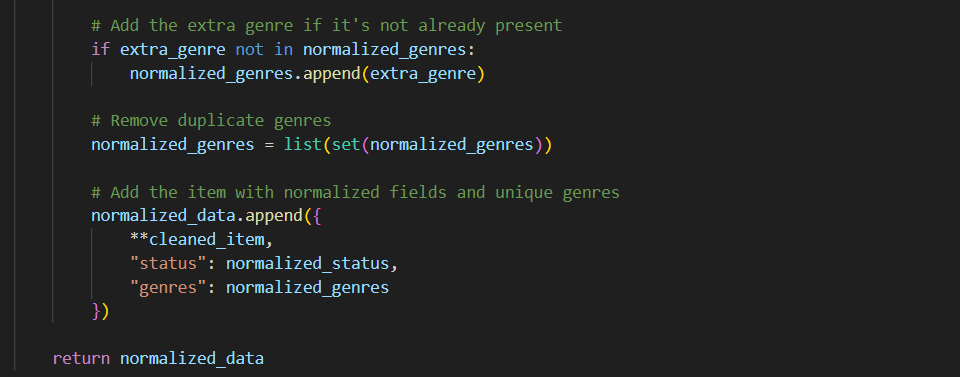 # Add the extra genre if it's not already present
if extra_genre not in normalized_genres:
normalized_genres.append(extra_genre)
# Remove duplicate genres
normalized_genres = list(set(normalized_genres))
# Add the item with normalized fields and unique genres
normalized_data.append({
**cleaned_item,
"status": normalized_status,
"genres": normalized_genres
})
return normalized_data